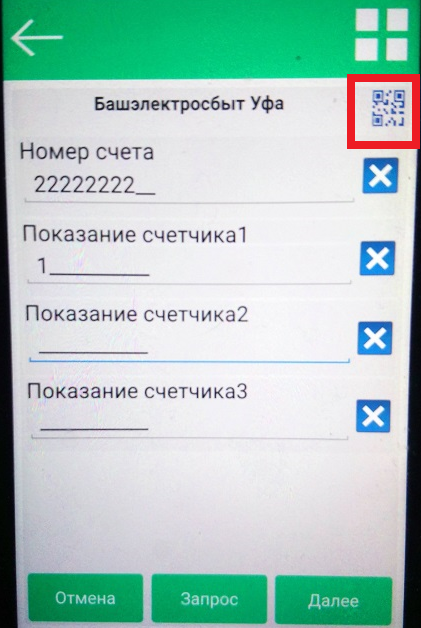 Башэлектросбыт Уфа
Номер счета
22222222__
Показание счетчика1
1_________
Показание счетчика2
__________
Показание счетчика3
__________
Отмена Запрос Далее